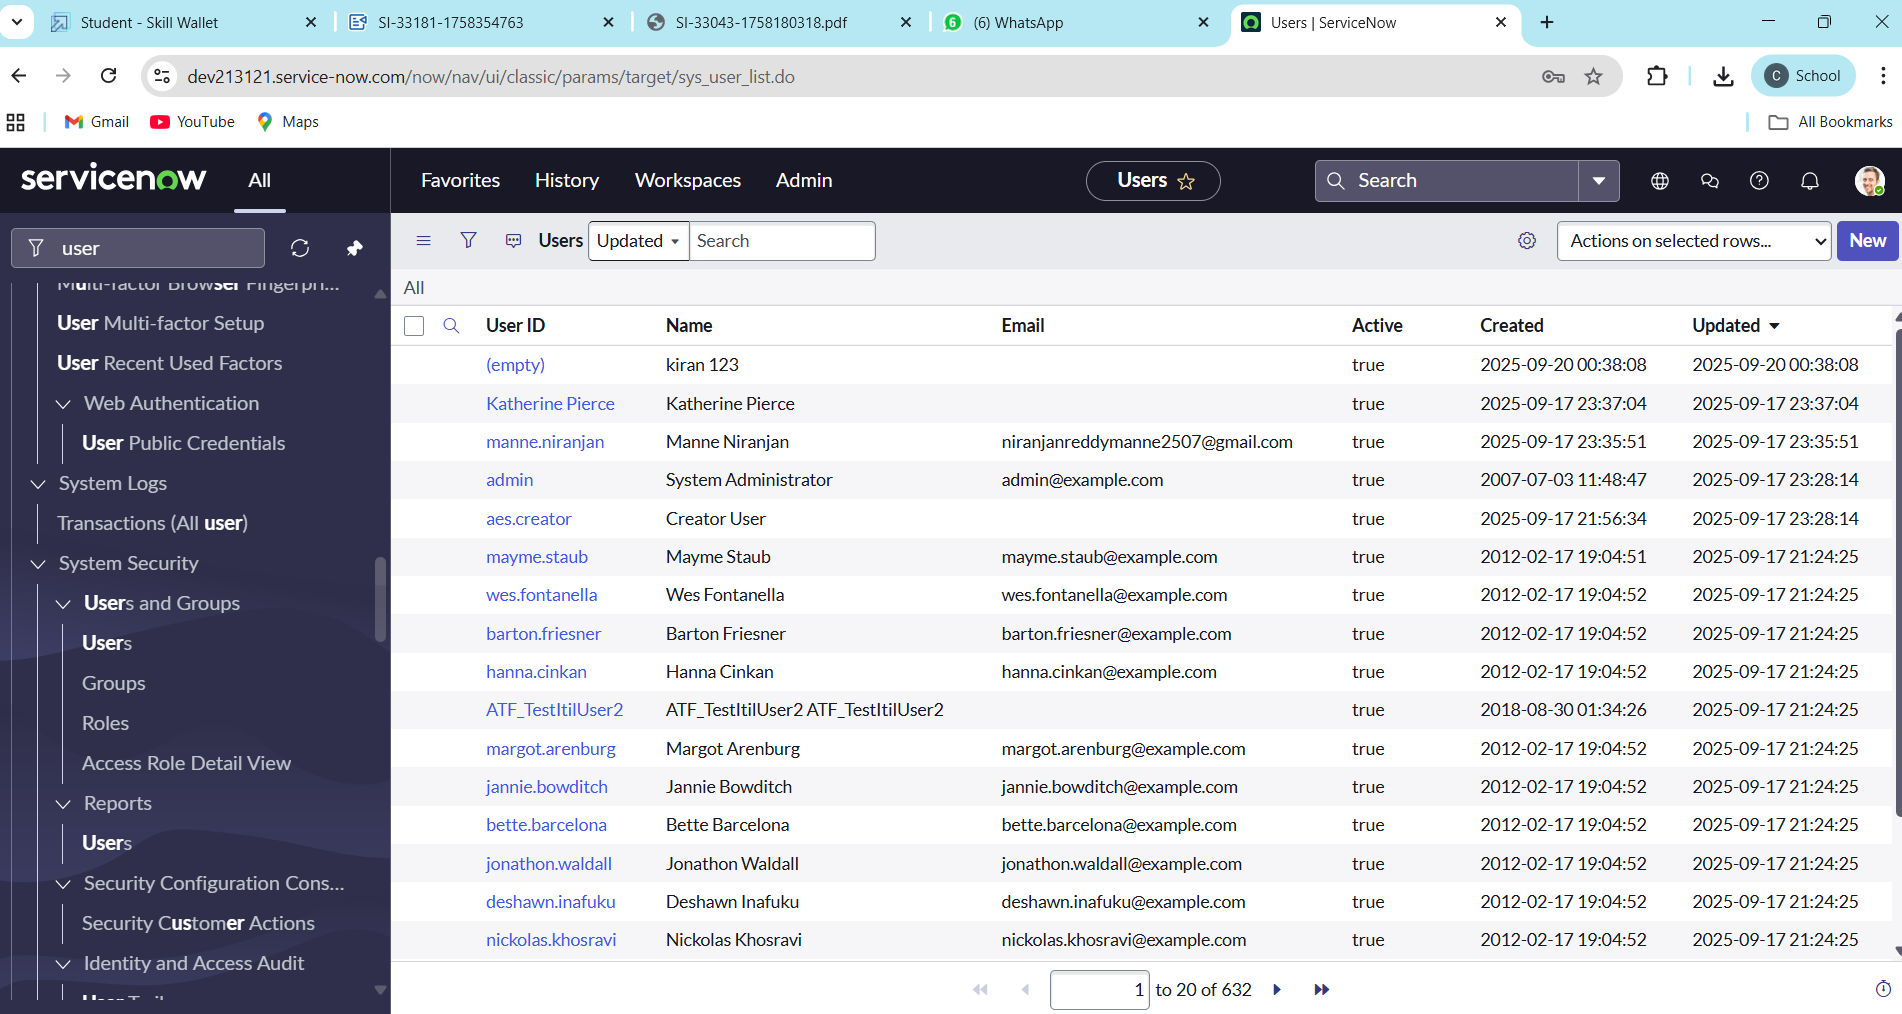 Student - Skill Wallet
SI-33181-1758354763
SI-33043-1758180318.pdf
6 (6) WhatsApp
Users | ServiceNow
dev213121.service-now.com/now/nav/ui/classic/params/target/sys_user_list.do
C School
Gmail
YouTube
Maps
All Bookmarks
servicenow
All
Favorites
History
Workspaces
Admin
Users
Search
user
Users
Updated
Search
Actions on selected rows...
New
Multi-factor Browser Fingerpri...
User Multi-factor Setup
User Recent Used Factors
Web Authentication
User Public Credentials
System Logs
Transactions (All user)
System Security
Users and Groups
Users
Groups
Roles
Access Role Detail View
Reports
Users
Security Configuration Cons...
Security Customer Actions
Identity and Access Audit
All
User ID Name Email Active Created Updated
(empty) kiran 123 true 2025-09-20 00:38:08 2025-09-20 00:38:08
Katherine Pierce Katherine Pierce true 2025-09-17 23:37:04 2025-09-17 23:37:04
manne.niranjan Manne Niranjan niranjanreddymanne2507@gmail.com true 2025-09-17 23:35:51 2025-09-17 23:35:51
admin System Administrator admin@example.com true 2007-07-03 11:48:47 2025-09-17 23:28:14
aes.creator Creator User true 2025-09-17 21:56:34 2025-09-17 23:28:14
mayme.staub Mayme Staub mayme.staub@example.com true 2012-02-17 19:04:51 2025-09-17 21:24:25
wes.fontanella Wes Fontanella wes.fontanella@example.com true 2012-02-17 19:04:52 2025-09-17 21:24:25
barton.friesner Barton Friesner barton.friesner@example.com true 2012-02-17 19:04:52 2025-09-17 21:24:25
hanna.cinkan Hanna Cinkan hanna.cinkan@example.com true 2012-02-17 19:04:52 2025-09-17 21:24:25
ATF_TestItilUser2 ATF_TestItilUser2 ATF_TestItilUser2 true 2018-08-30 01:34:26 2025-09-17 21:24:25
margot.arenburg Margot Arenburg margot.arenburg@example.com true 2012-02-17 19:04:52 2025-09-17 21:24:25
jannie.bowditch Jannie Bowditch jannie.bowditch@example.com true 2012-02-17 19:04:52 2025-09-17 21:24:25
bette.barcelona Bette Barcelona bette.barcelona@example.com true 2012-02-17 19:04:52 2025-09-17 21:24:25
jonathon.waldall Jonathon Waldall jonathon.waldall@example.com true 2012-02-17 19:04:52 2025-09-17 21:24:25
deshawn.inafuku Deshawn Inafuku deshawn.inafuku@example.com true 2012-02-17 19:04:52 2025-09-17 21:24:25
nickolas.khosravi Nickolas Khosravi nickolas.khosravi@example.com true 2012-02-17 19:04:52 2025-09-17 21:24:25
1 to 20 of 632